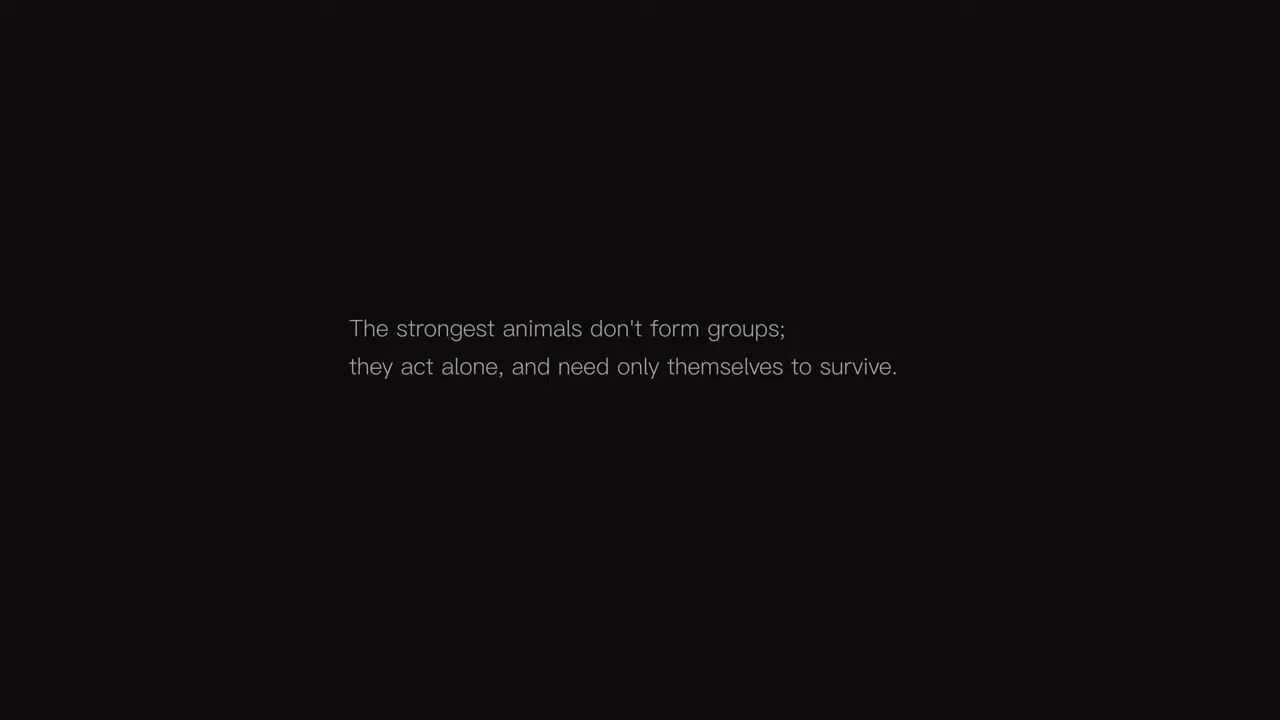 The strongest animals don't form groups;
they act alone, and need only themselves to survive.